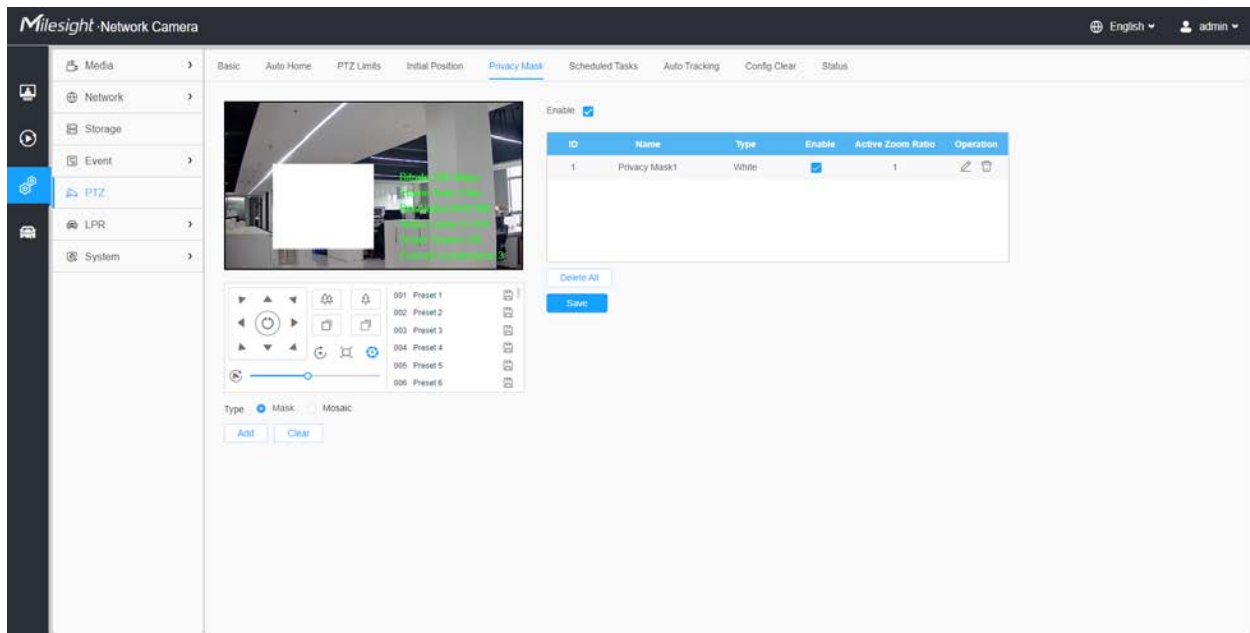 Milesight Network Camera
English
admin
Media
Network
Storage
Event
PTZ
LPR
System
Basic Auto Home PTZ Limits Initial Position Privacy Mask Scheduled Tasks Auto Tracking Config Clear Status
Enable
ID Name Type Enable Active Zoom Ratio Operation
1 Privacy Mask1 White 1
Delete All
Save
001 Preset 1
002 Preset 2
003 Preset 3
004 Preset 4
005 Preset 5
006 Preset 6
Type Mask Mosaic
Add Clear